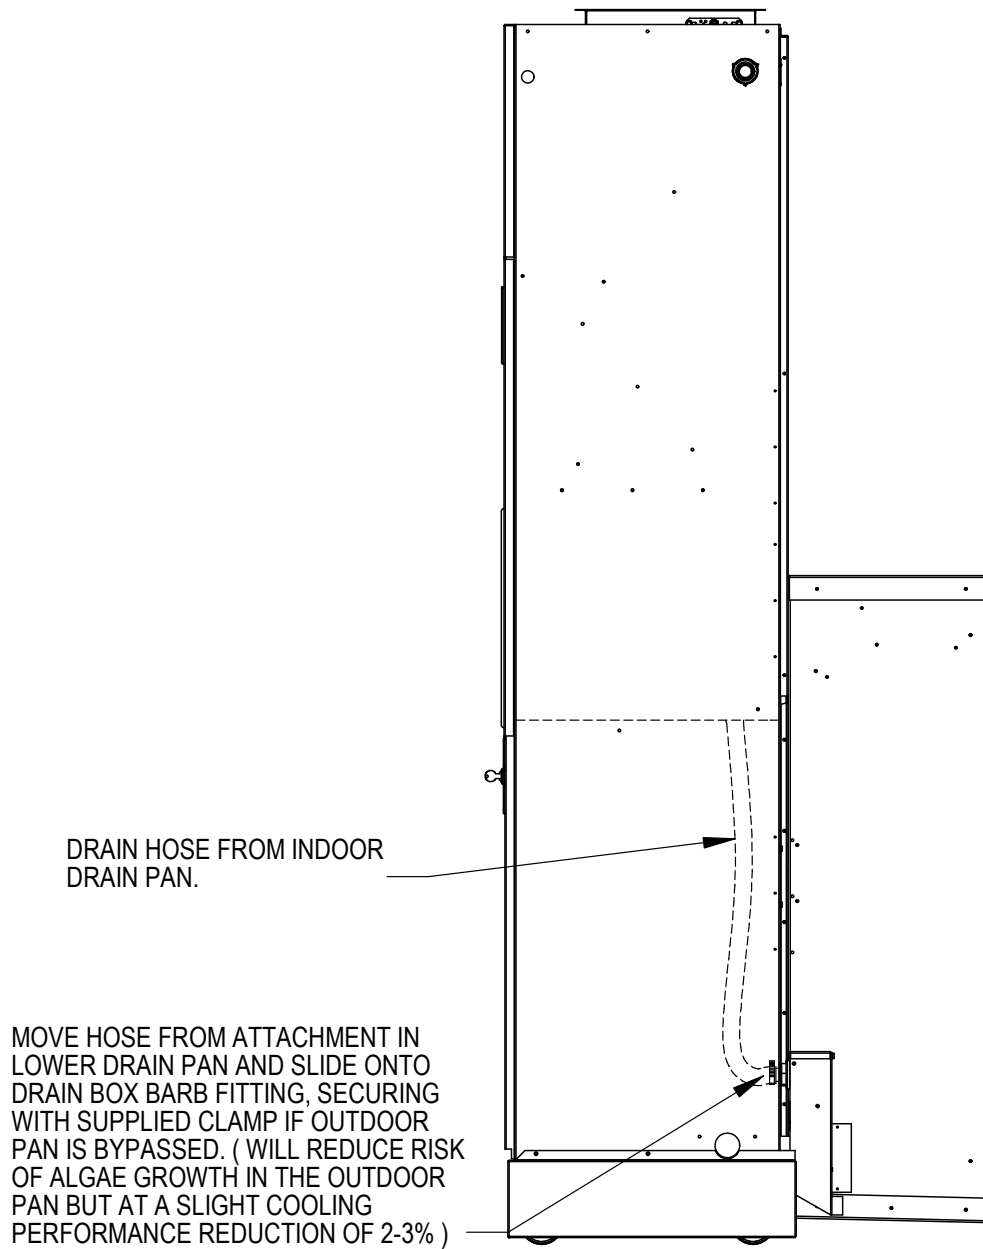 DRAIN HOSE FROM INDOOR
DRAIN PAN.
MOVE HOSE FROM ATTACHMENT IN
LOWER DRAIN PAN AND SLIDE ONTO
DRAIN BOX BARB FITTING, SECURING
WITH SUPPLIED CLAMP IF OUTDOOR
PAN IS BYPASSED. ( WILL REDUCE RISK
OF ALGAE GROWTH IN THE OUTDOOR
PAN BUT AT A SLIGHT COOLING
PERFORMANCE REDUCTION OF 2-3% )